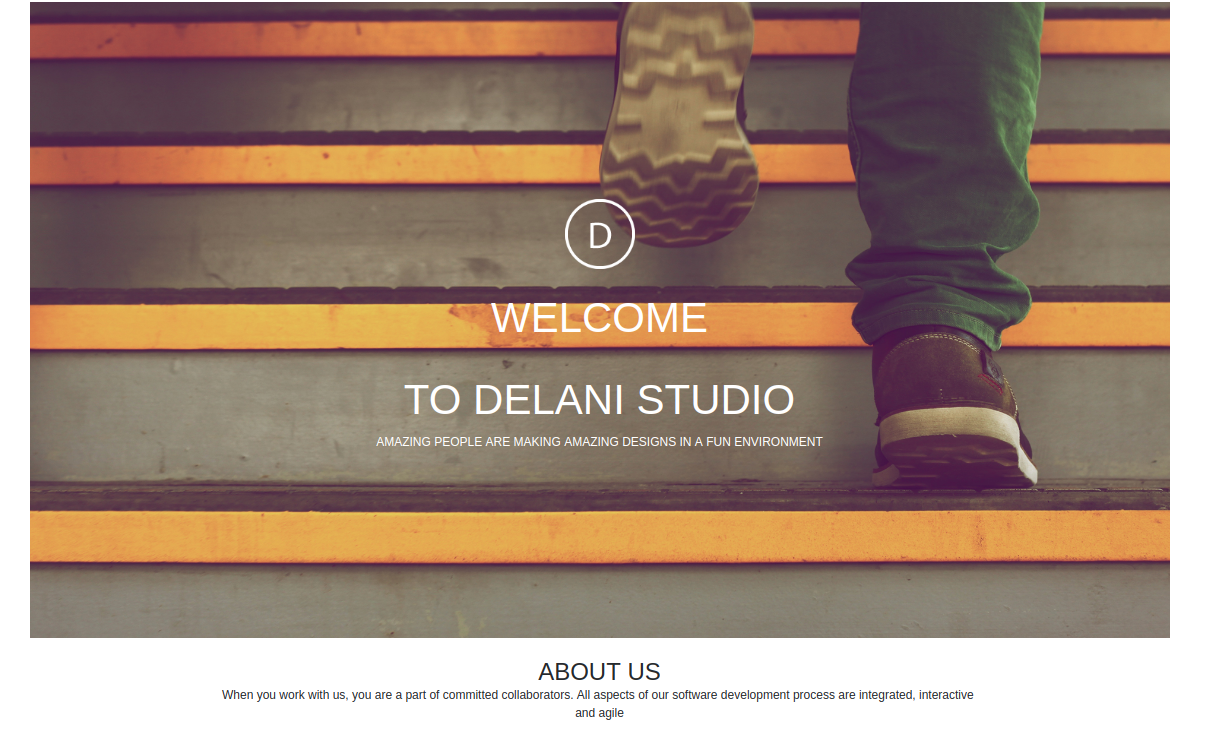 D
WELCOME
TO DELANI STUDIO
AMAZING PEOPLE ARE MAKING AMAZING DESIGNS IN A FUN ENVIRONMENT
ABOUT US
When you work with us, you are a part of committed collaborators. All aspects of our software development process are integrated, interactive
and agile